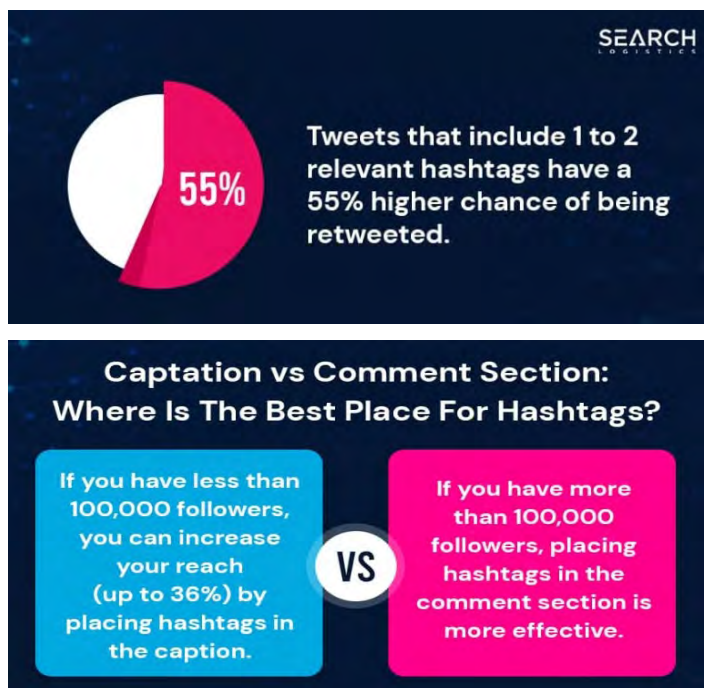 SEARCH
LOGISTICS
55%
Tweets that include 1 to 2
relevant hashtags have a
55% higher chance of being
retweeted.
Captation vs Comment Section:
Where Is The Best Place For Hashtags?
If you have less than
100,000 followers,
you can increase
your reach
(up to 36%) by
placing hashtags in
the caption.
VS
If you have more
than 100,000
followers, placing
hashtags in the
comment section is
more effective.